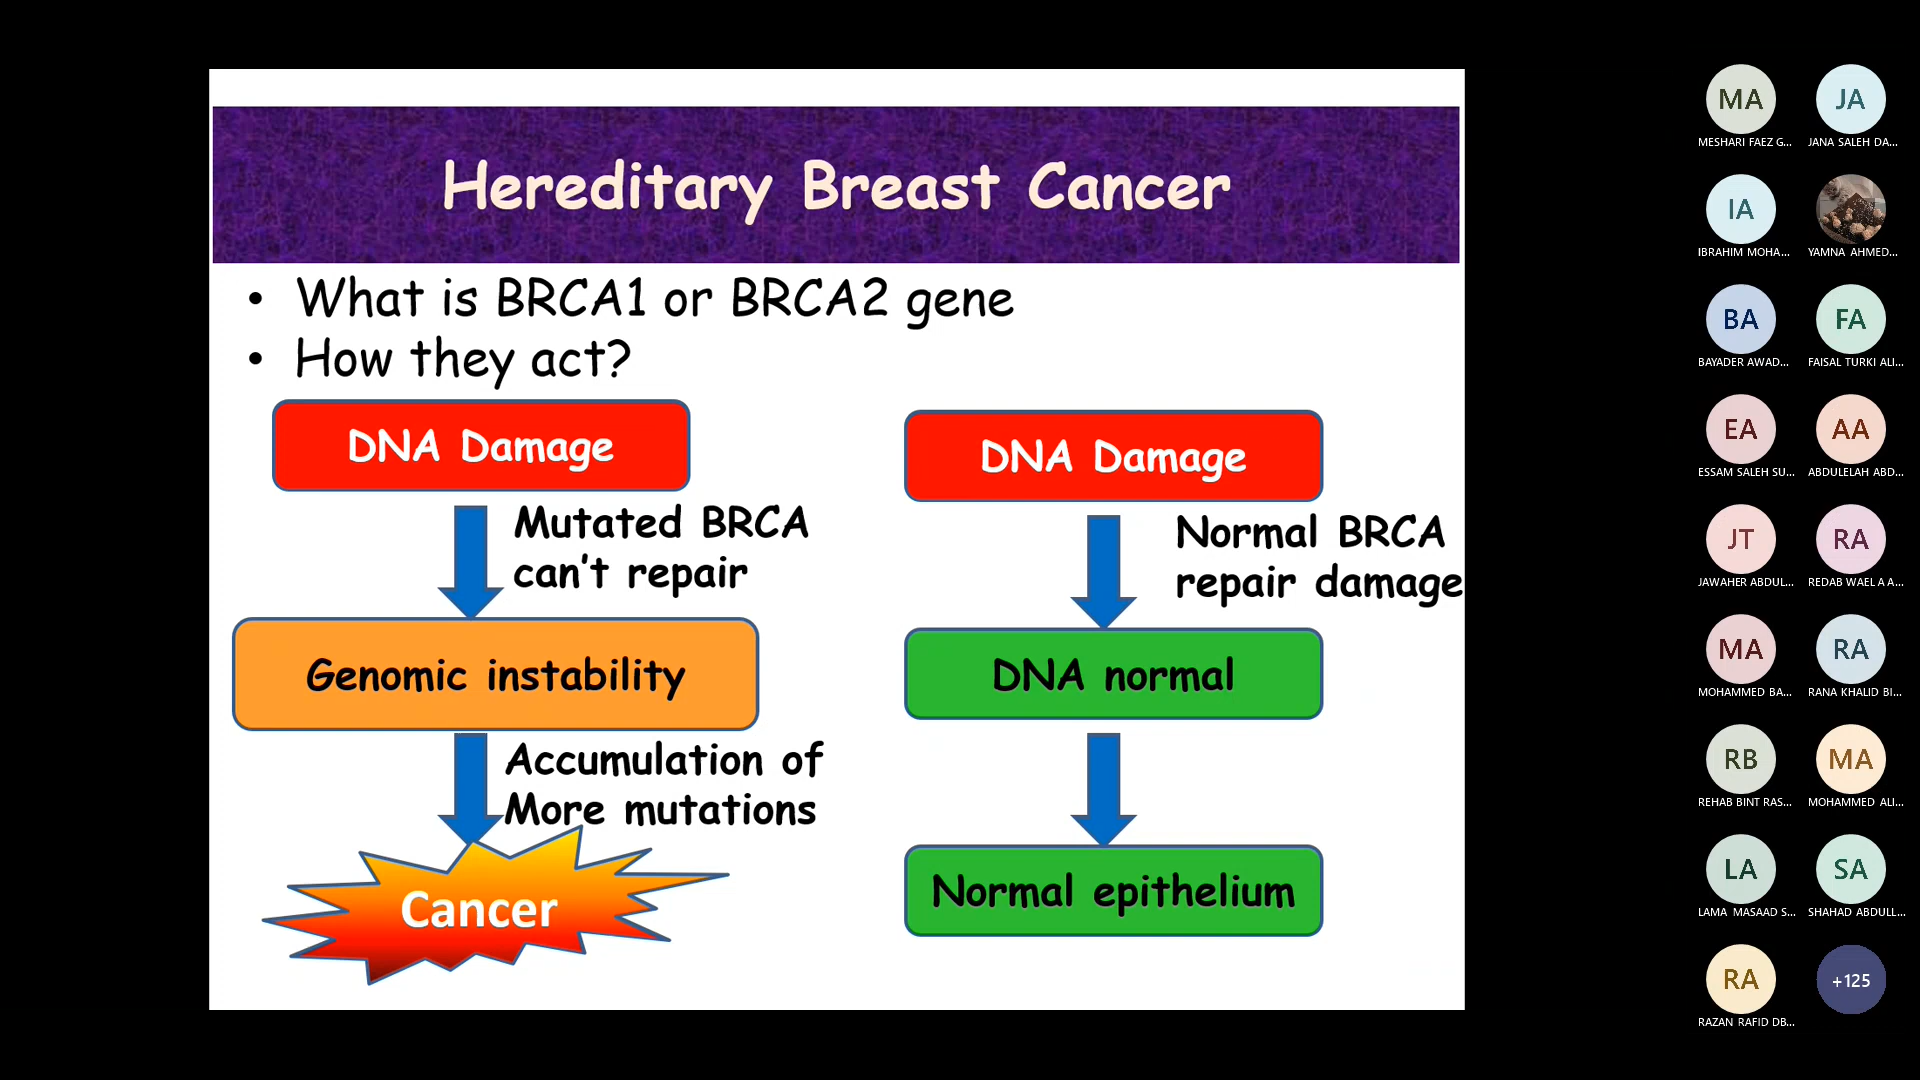 Hereditary Breast Cancer
• What is BRCA1 or BRCA2 gene
• How they act?
DNA Damage
Mutated BRCA
can't repair
Genomic instability
Accumulation of
More mutations
Cancer
DNA Damage
Normal BRCA
repair damage
DNA normal
Normal epithelium
MA
MESHARI FAEZ G...
JA
JANA SALEH DA...
IA
IBRAHIM MOHA...
YAMNA AHMED...
BA
BAYADER AWAD...
FA
FAISAL TURKI ALI...
EA
ESSAM SALEH SU...
AA
ABDULELAH ABD...
JT
JAWAHER ABDUL...
RA
REDAB WAEL A A...
MA
MOHAMMED BA...
RA
RANA KHALID BI...
RB
REHAB BINT RAS...
MA
MOHAMMED ALI...
LA
LAMA MASAAD S...
SA
SHAHAD ABDULL...
RA
RAZAN RAFID DB...
+125